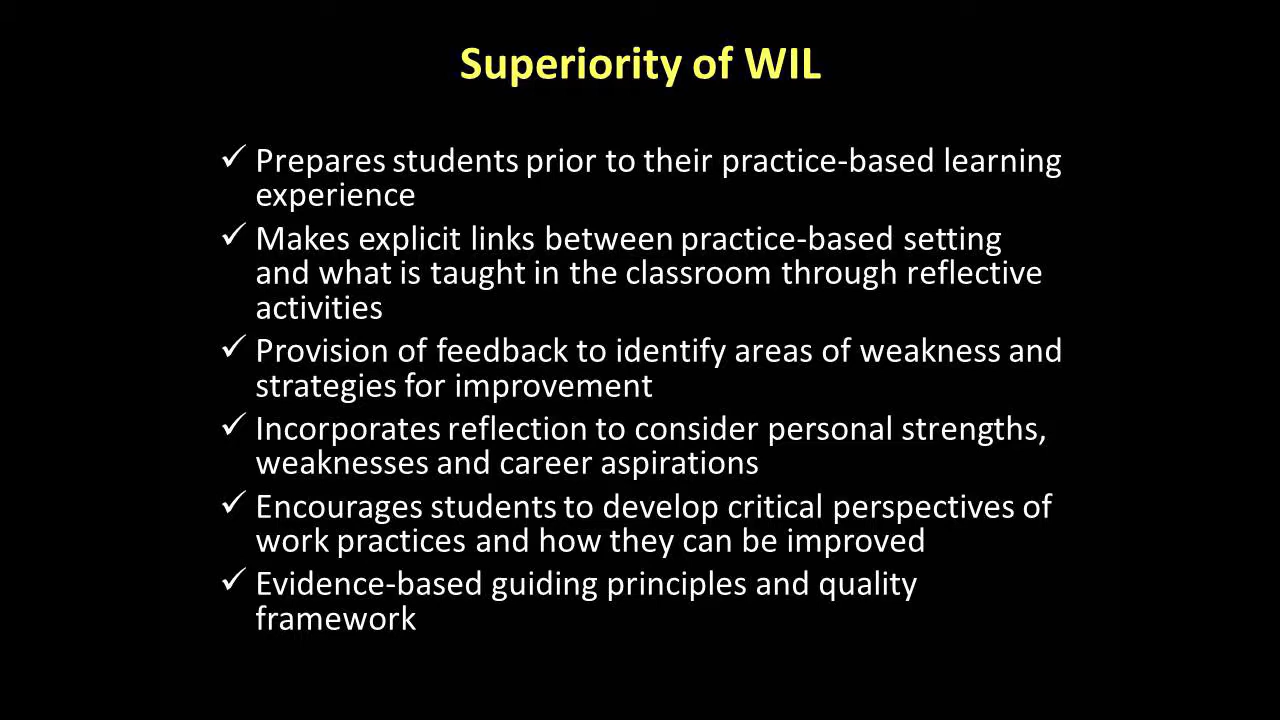 Superiority of WIL
✓ Prepares students prior to their practice-based learning
experience
✓ Makes explicit links between practice-based setting
and what is taught in the classroom through reflective
activities
✓ Provision of feedback to identify areas of weakness and
strategies for improvement
✓ Incorporates reflection to consider personal strengths,
weaknesses and career aspirations
✓ Encourages students to develop critical perspectives of
work practices and how they can be improved
✓ Evidence-based guiding principles and quality
framework